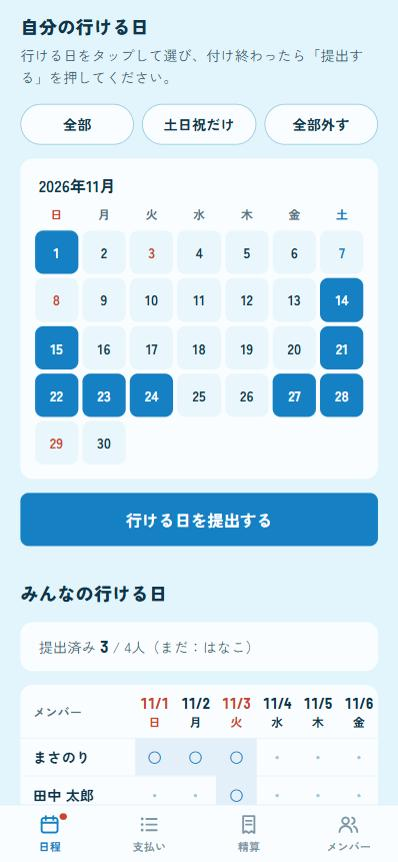 自分の行ける日
行ける日をタップして選び、付け終わったら「提出す
る」を押してください。
全部 土日祝だけ 全部外す
2026年11月
日 月 火 水 木 金 土
1 2 3 4 5 6 7
8 9 10 11 12 13 14
15 16 17 18 19 20 21
22 23 24 25 26 27 28
29 30
行ける日を提出する
みんなの行ける日
提出済み 3 / 4人（まだ：はなこ）
メンバー 11/1 11/2 11/3 11/4 11/5 11/6
日 月 火 水 木 金
まさのり ○ ○ ○ ・ ・ ・
田中 太郎 ・ ・ ○ ・ ・ ・
日程 支払い 精算 メンバー